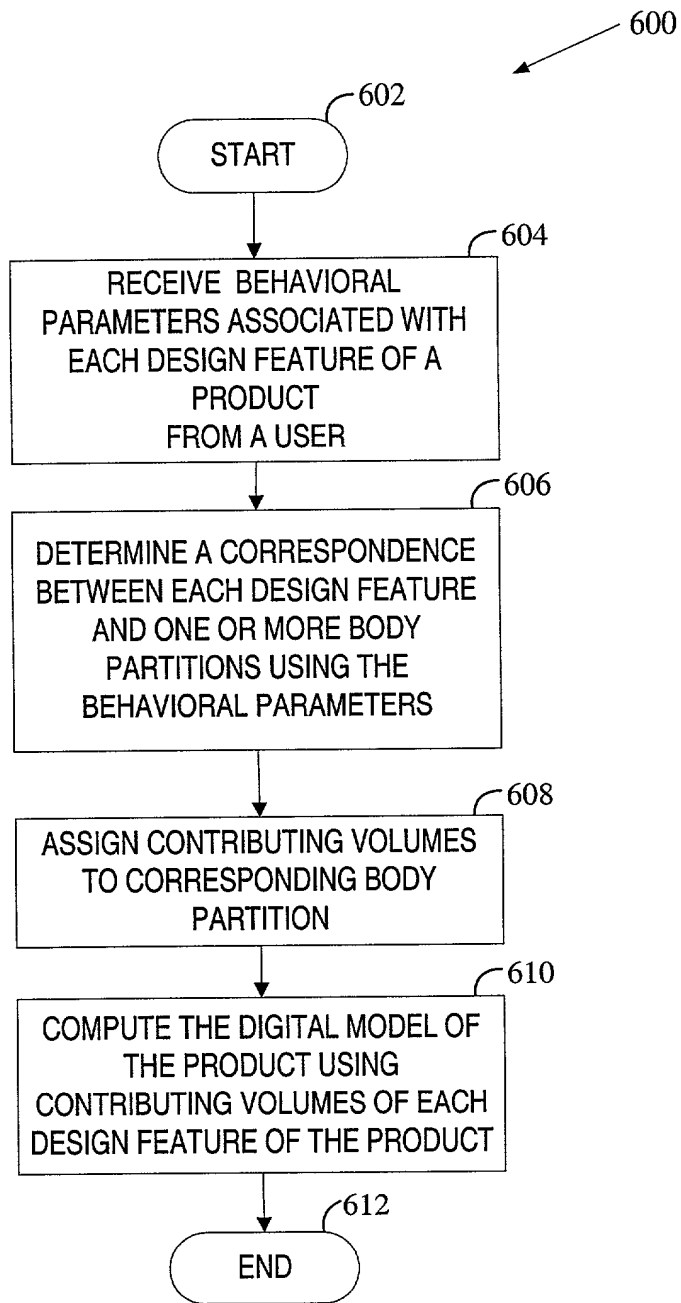 600
602
START
604
RECEIVE BEHAVIORAL
PARAMETERS ASSOCIATED WITH
EACH DESIGN FEATURE OF A
PRODUCT
FROM A USER
606
DETERMINE A CORRESPONDENCE
BETWEEN EACH DESIGN FEATURE
AND ONE OR MORE BODY
PARTITIONS USING THE
BEHAVIORAL PARAMETERS
608
ASSIGN CONTRIBUTING VOLUMES
TO CORRESPONDING BODY
PARTITION
610
COMPUTE THE DIGITAL MODEL OF
THE PRODUCT USING
CONTRIBUTING VOLUMES OF EACH
DESIGN FEATURE OF THE PRODUCT
612
END